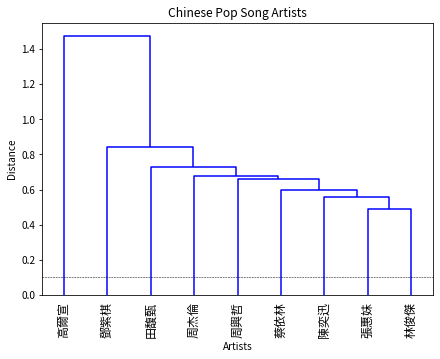 Chinese Pop Song Artists
Distance
1.4
1.2
1.0
0.8
0.6
0.4
0.2
0.0
高爾宣
鄧紫棋
田馥甄
周杰倫
周興哲
蔡依林
陳奕迅
張惠妹
林俊傑
Artists